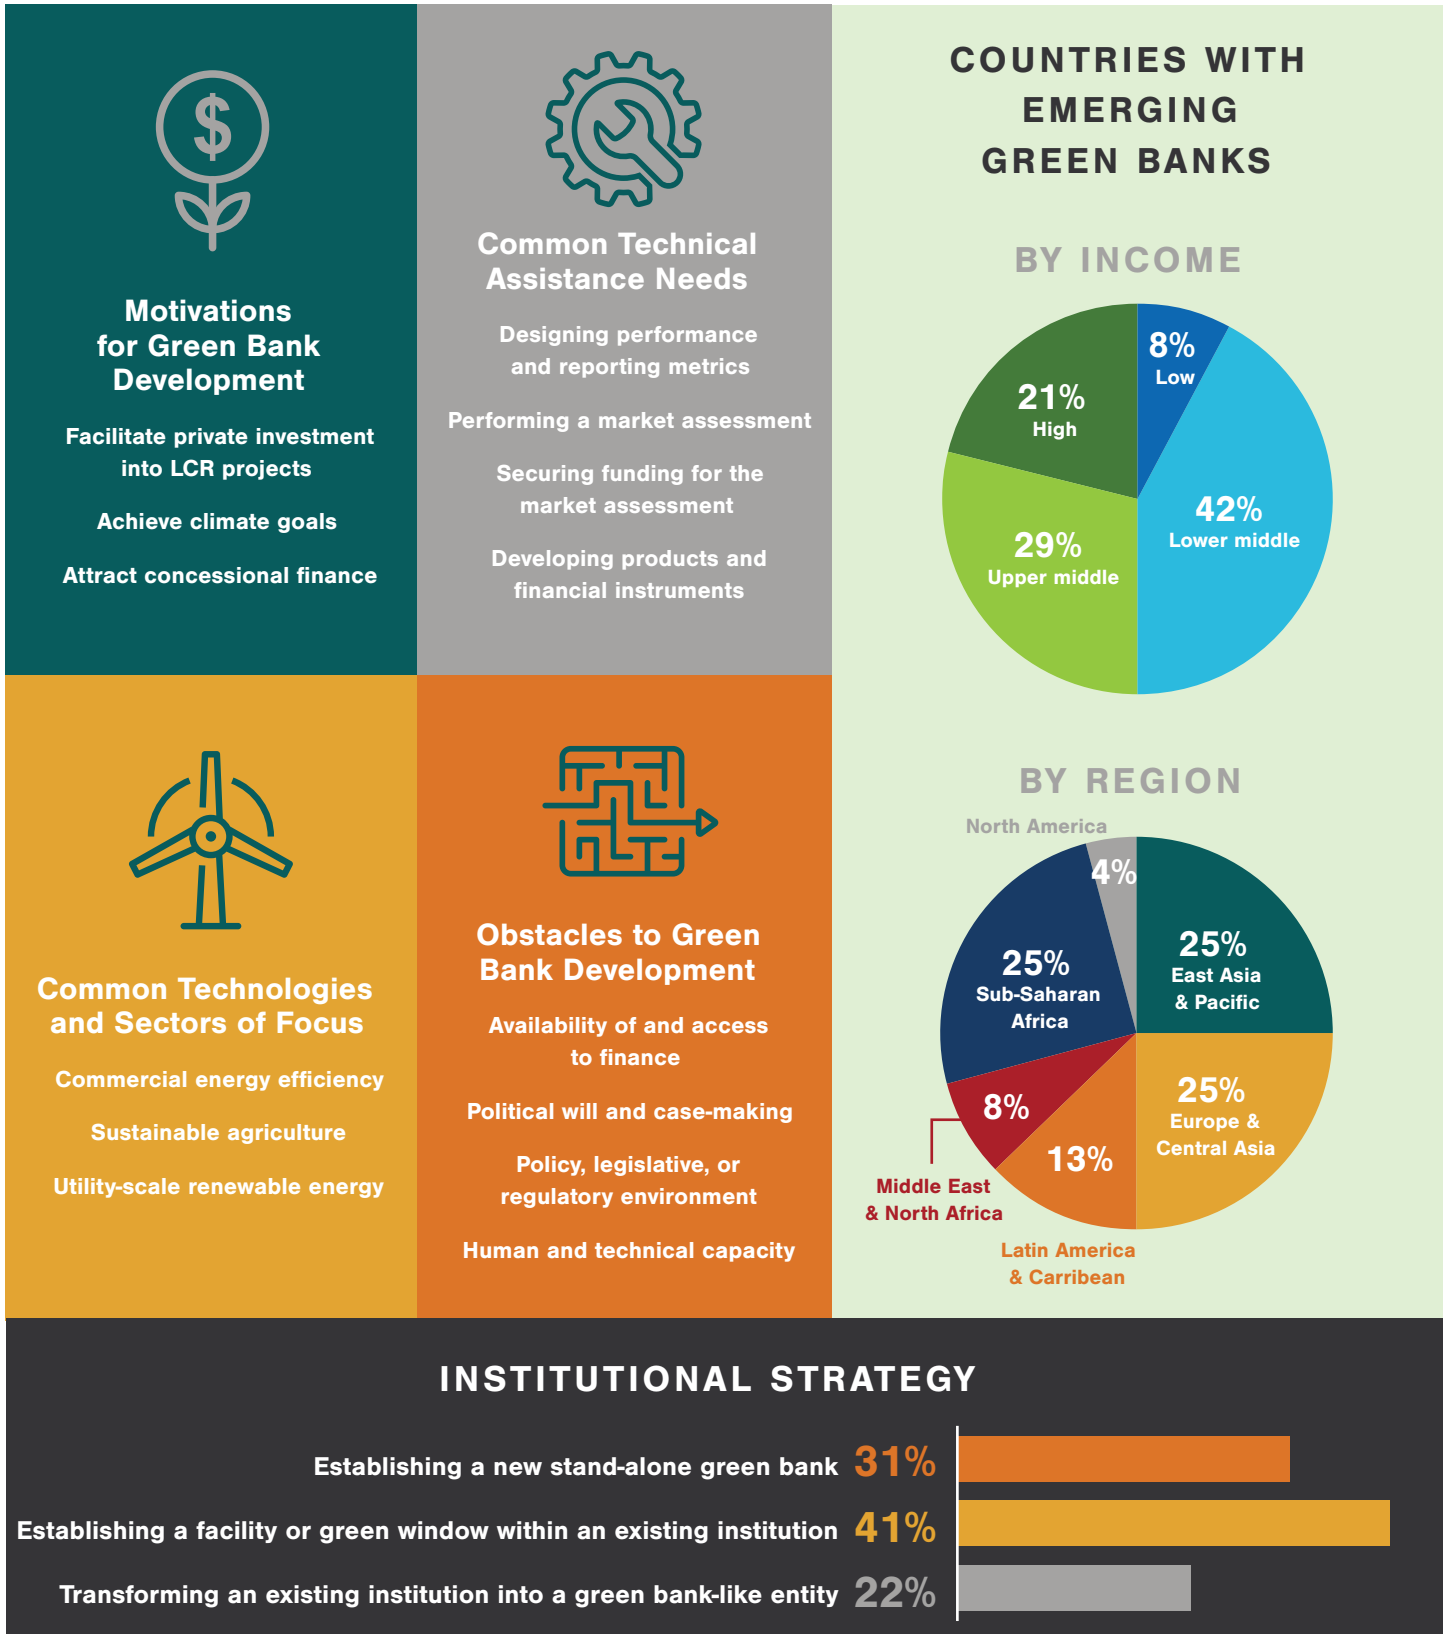 $
Motivations
for Green Bank
Development
Facilitate private investment
into LCR projects
Achieve climate goals
Attract concessional finance
Common Technical
Assistance Needs
Designing performance
and reporting metrics
Performing a market assessment
Securing funding for the
market assessment
Developing products and
financial instruments
Common Technologies
and Sectors of Focus
Commercial energy efficiency
Sustainable agriculture
Utility-scale renewable energy
Obstacles to Green
Bank Development
Availability of and access
to finance
Political will and case-making
Policy, legislative, or
regulatory environment
Human and technical capacity
COUNTRIES WITH
EMERGING
GREEN BANKS
BY INCOME
8%
Low
21%
High
42%
Lower middle
29%
Upper middle
BY REGION
North America
4%
25%
East Asia
& Pacific
25%
Sub-Saharan
Africa
25%
Europe &
Central Asia
8%
13%
Middle East
& North Africa
Latin America
& Carribean
INSTITUTIONAL STRATEGY
Establishing a new stand-alone green bank 31%
Establishing a facility or green window within an existing institution 41%
Transforming an existing institution into a green bank-like entity 22%